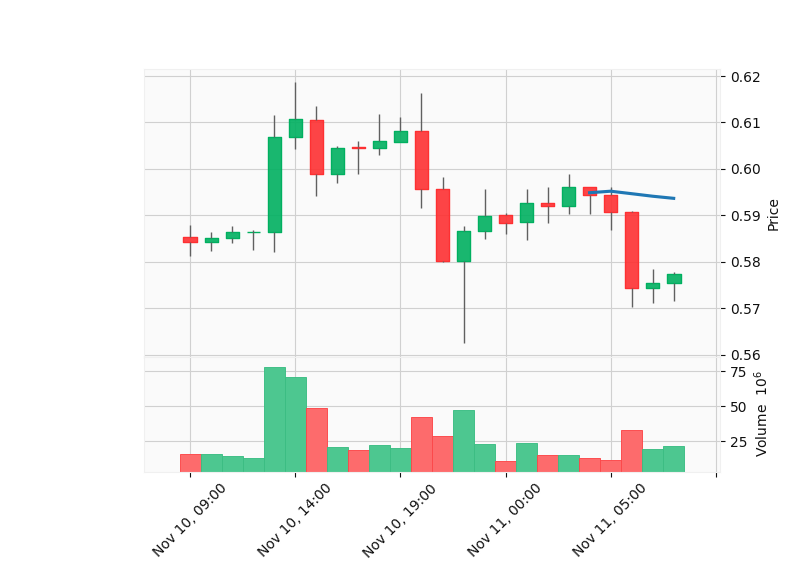 0.62
0.61
0.60
0.59
0.58
0.57
0.56
Price
75
50
25
Volume 10⁶
Nov 10, 09:00
Nov 10, 14:00
Nov 10, 19:00
Nov 11, 00:00
Nov 11, 05:00